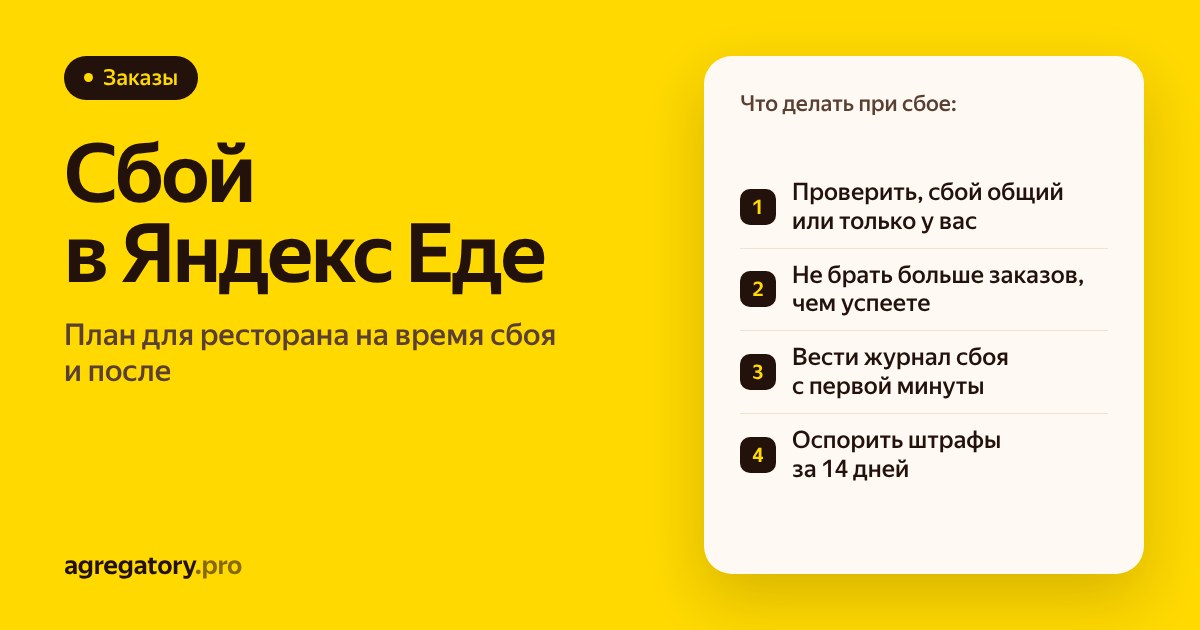 Заказы
Сбой
в Яндекс Еде
План для ресторана на время сбоя
и после
agregatory.pro
Что делать при сбое:
1 Проверить, сбой общий
или только у вас
2 Не брать больше заказов,
чем успеете
3 Вести журнал сбоя
с первой минуты
4 Оспорить штрафы
за 14 дней